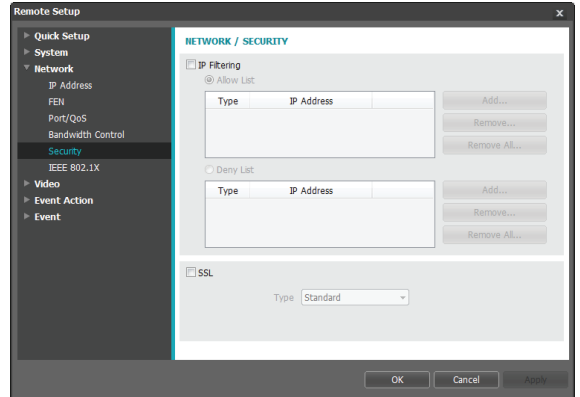 Remote Setup
x
Quick Setup
System
Network
IP Address
FEN
Port/QoS
Bandwidth Control
Security
IEEE 802.1X
Video
Event Action
Event
NETWORK / SECURITY
IP Filtering
Allow List
Type IP Address
Add...
Remove...
Remove All...
Deny List
Type IP Address
Add...
Remove...
Remove All...
SSL
Type Standard
OK Cancel Apply